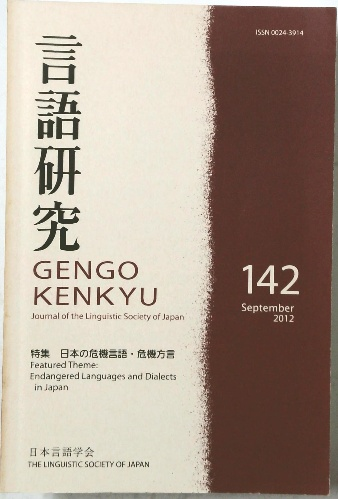 ISSN 0024-3914
言語研究
GENGO
KENKYU
Journal of the Linguistic Society of Japan
142
September
2012
特集 日本の危機言語・危機方言
Featured Theme:
Endangered Languages and Dialects
in Japan
日本言語学会
THE LINGUISTIC SOCIETY OF JAPAN